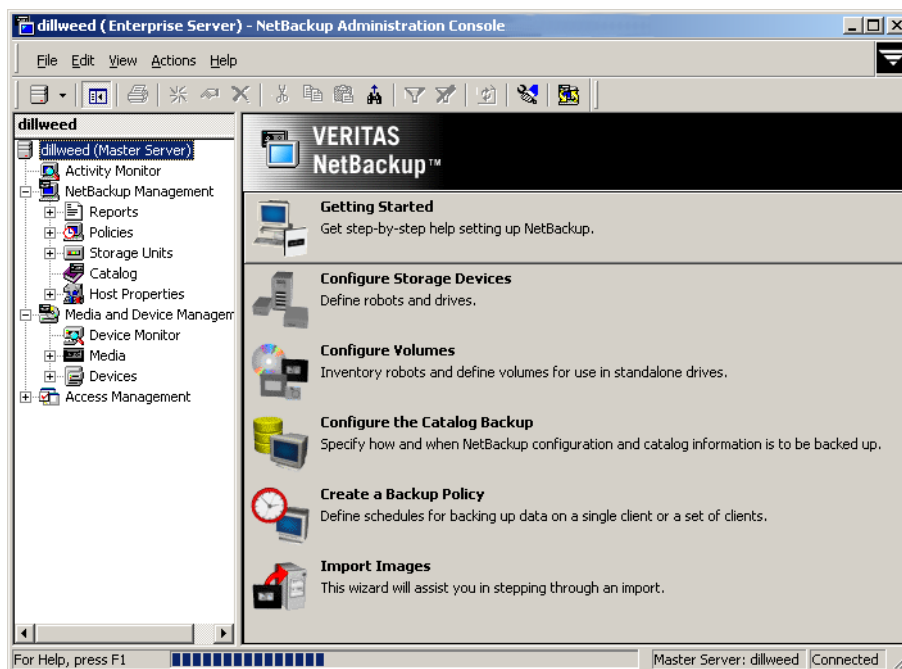 dillweed (Enterprise Server) - NetBackup Administration Console
File Edit View Actions Help
dillweed
dillweed (Master Server)
Activity Monitor
NetBackup Management
Reports
Policies
Storage Units
Catalog
Host Properties
Media and Device Managem
Device Monitor
Media
Devices
Access Management
VERITAS
NetBackup™
Getting Started
Get step-by-step help setting up NetBackup.
Configure Storage Devices
Define robots and drives.
Configure Volumes
Inventory robots and define volumes for use in standalone drives.
Configure the Catalog Backup
Specify how and when NetBackup configuration and catalog information is to be backed up.
Create a Backup Policy
Define schedules for backing up data on a single client or a set of clients.
Import Images
This wizard will assist you in stepping through an import.
For Help, press F1
Master Server: dillweed
Connected